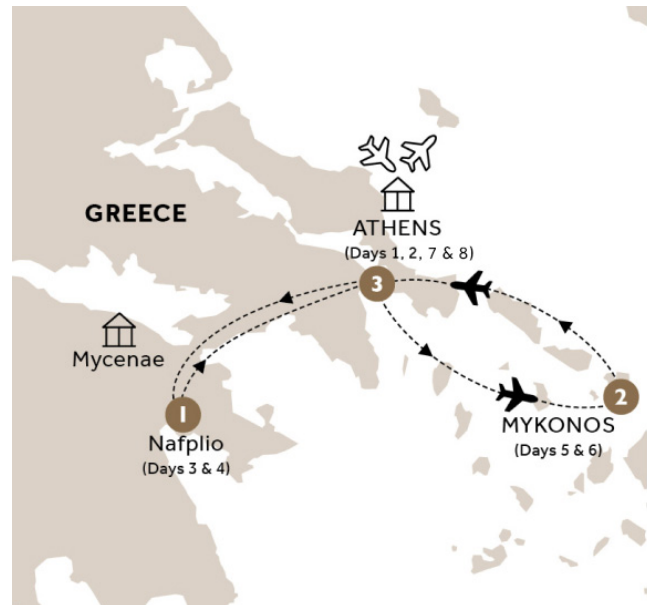 GREECE
ATHENS
(Days 1, 2, 7 & 8)
3
Mycenae
1
Nafplio
(Days 3 & 4)
2
MYKONOS
(Days 5 & 6)